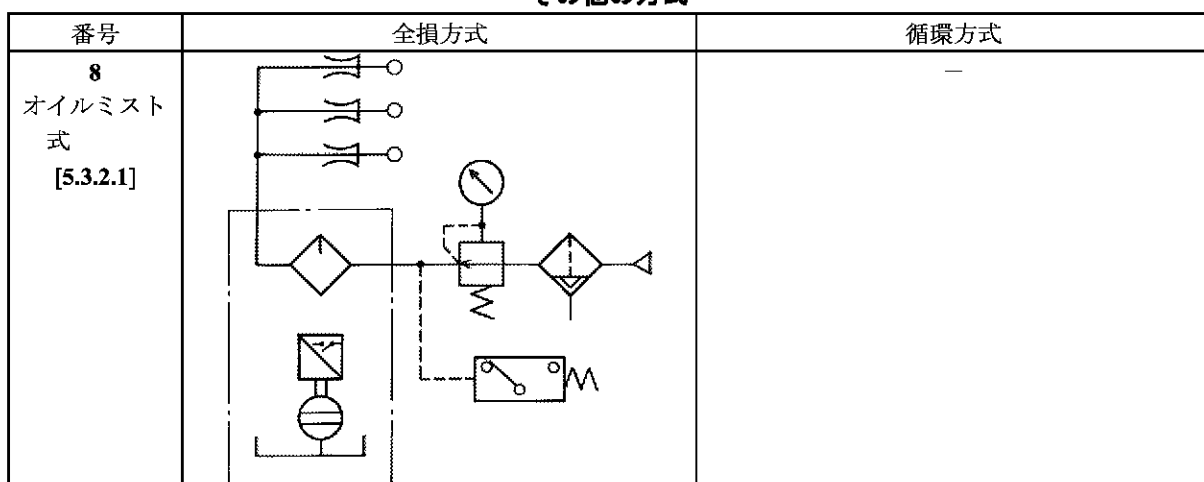 その他の方式
番号
全損方式
循環方式
8
オイルミスト
式
[5.3.2.1]
—